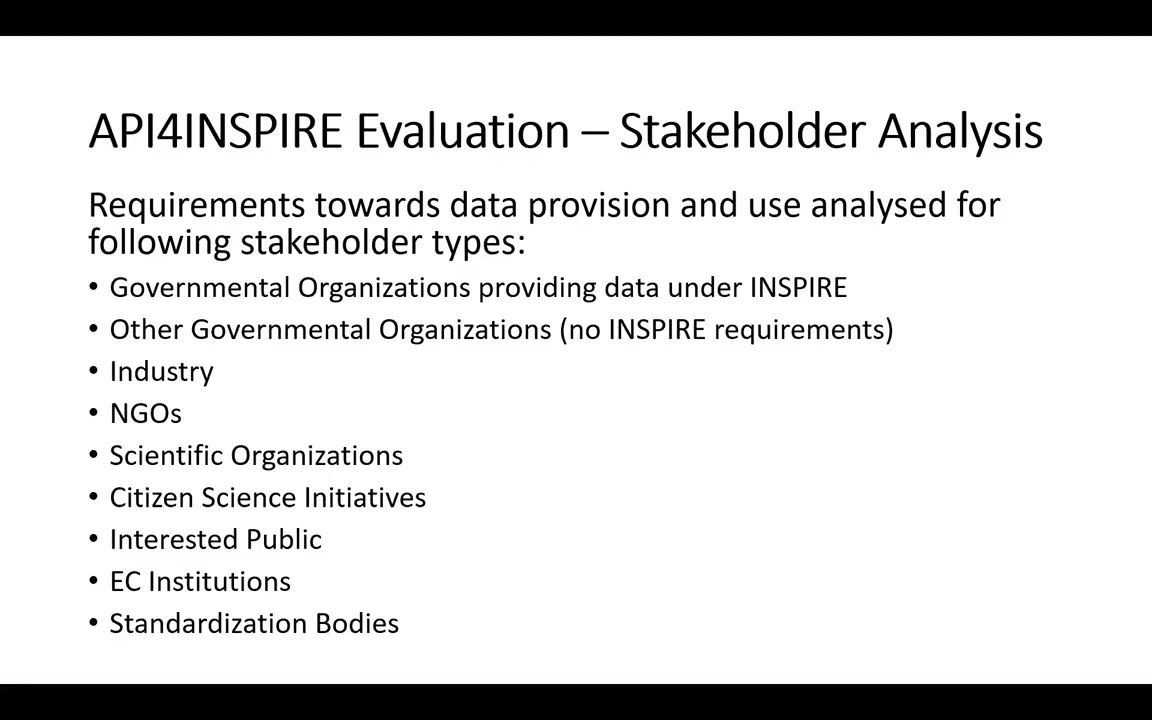 API4INSPIRE Evaluation – Stakeholder Analysis
Requirements towards data provision and use analysed for
following stakeholder types:
• Governmental Organizations providing data under INSPIRE
• Other Governmental Organizations (no INSPIRE requirements)
• Industry
• NGOs
• Scientific Organizations
• Citizen Science Initiatives
• Interested Public
• EC Institutions
• Standardization Bodies